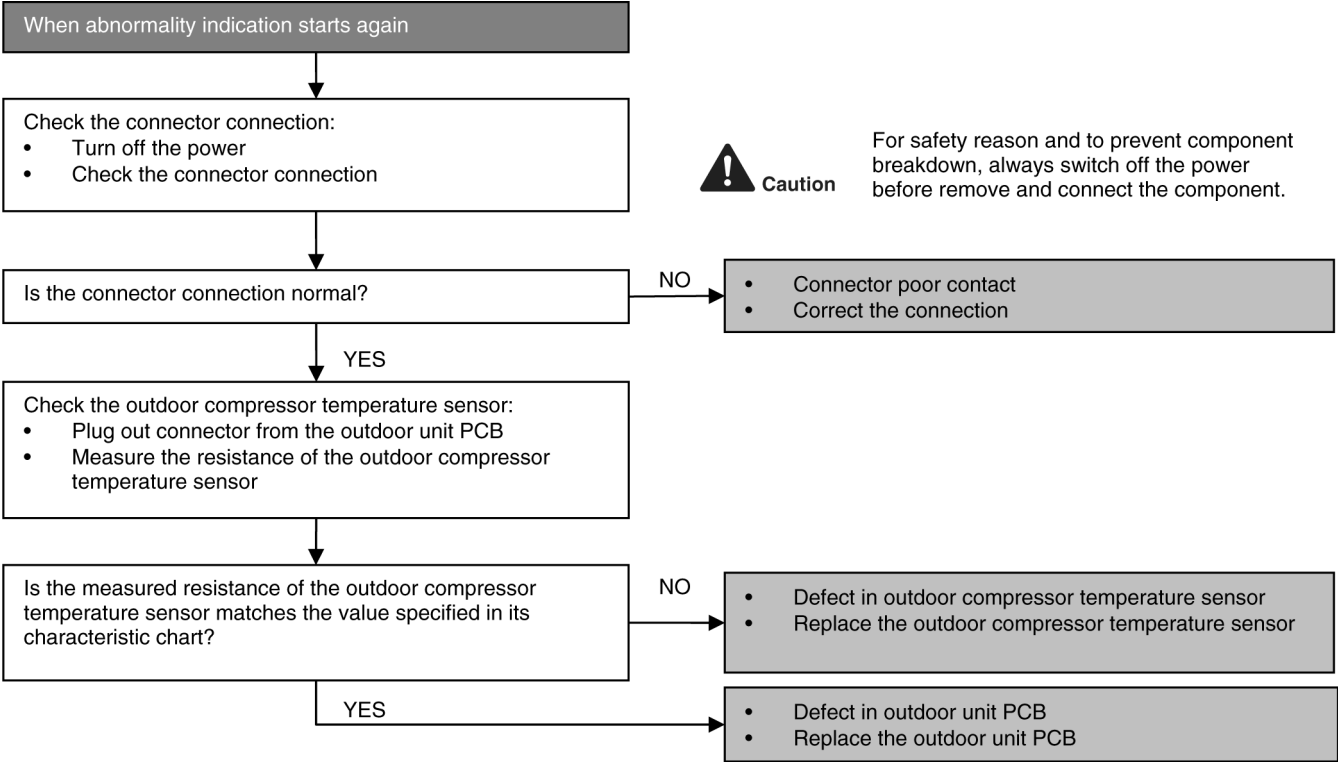 When abnormality indication starts again
Check the connector connection:
• Turn off the power
• Check the connector connection
For safety reason and to prevent component
breakdown, always switch off the power
before remove and connect the component.
Caution
Is the connector connection normal?
NO
• Connector poor contact
• Correct the connection
YES
Check the outdoor compressor temperature sensor:
• Plug out connector from the outdoor unit PCB
• Measure the resistance of the outdoor compressor
temperature sensor
Is the measured resistance of the outdoor compressor
temperature sensor matches the value specified in its
characteristic chart?
NO
• Defect in outdoor compressor temperature sensor
• Replace the outdoor compressor temperature sensor
YES
• Defect in outdoor unit PCB
• Replace the outdoor unit PCB